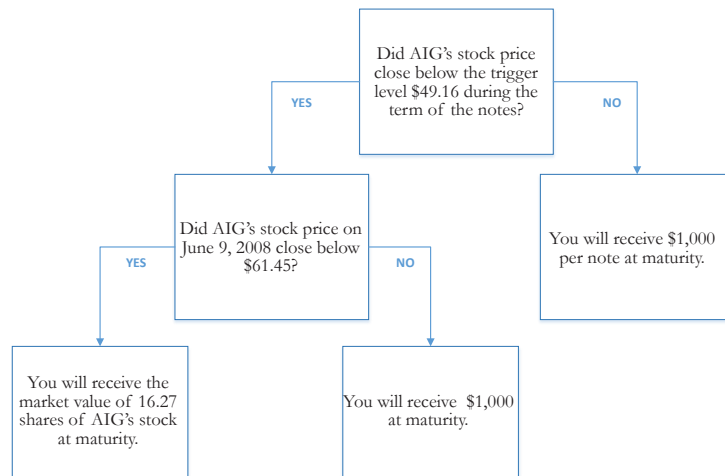 Did AIG's stock price
close below the trigger
level $49.16 during the
term of the notes?
YES
NO
Did AIG's stock price on
June 9, 2008 close below
$61.45?
You will receive $1,000
per note at maturity.
YES
NO
You will receive the
market value of 16.27
shares of AIG's stock
at maturity.
You will receive $1,000
at maturity.